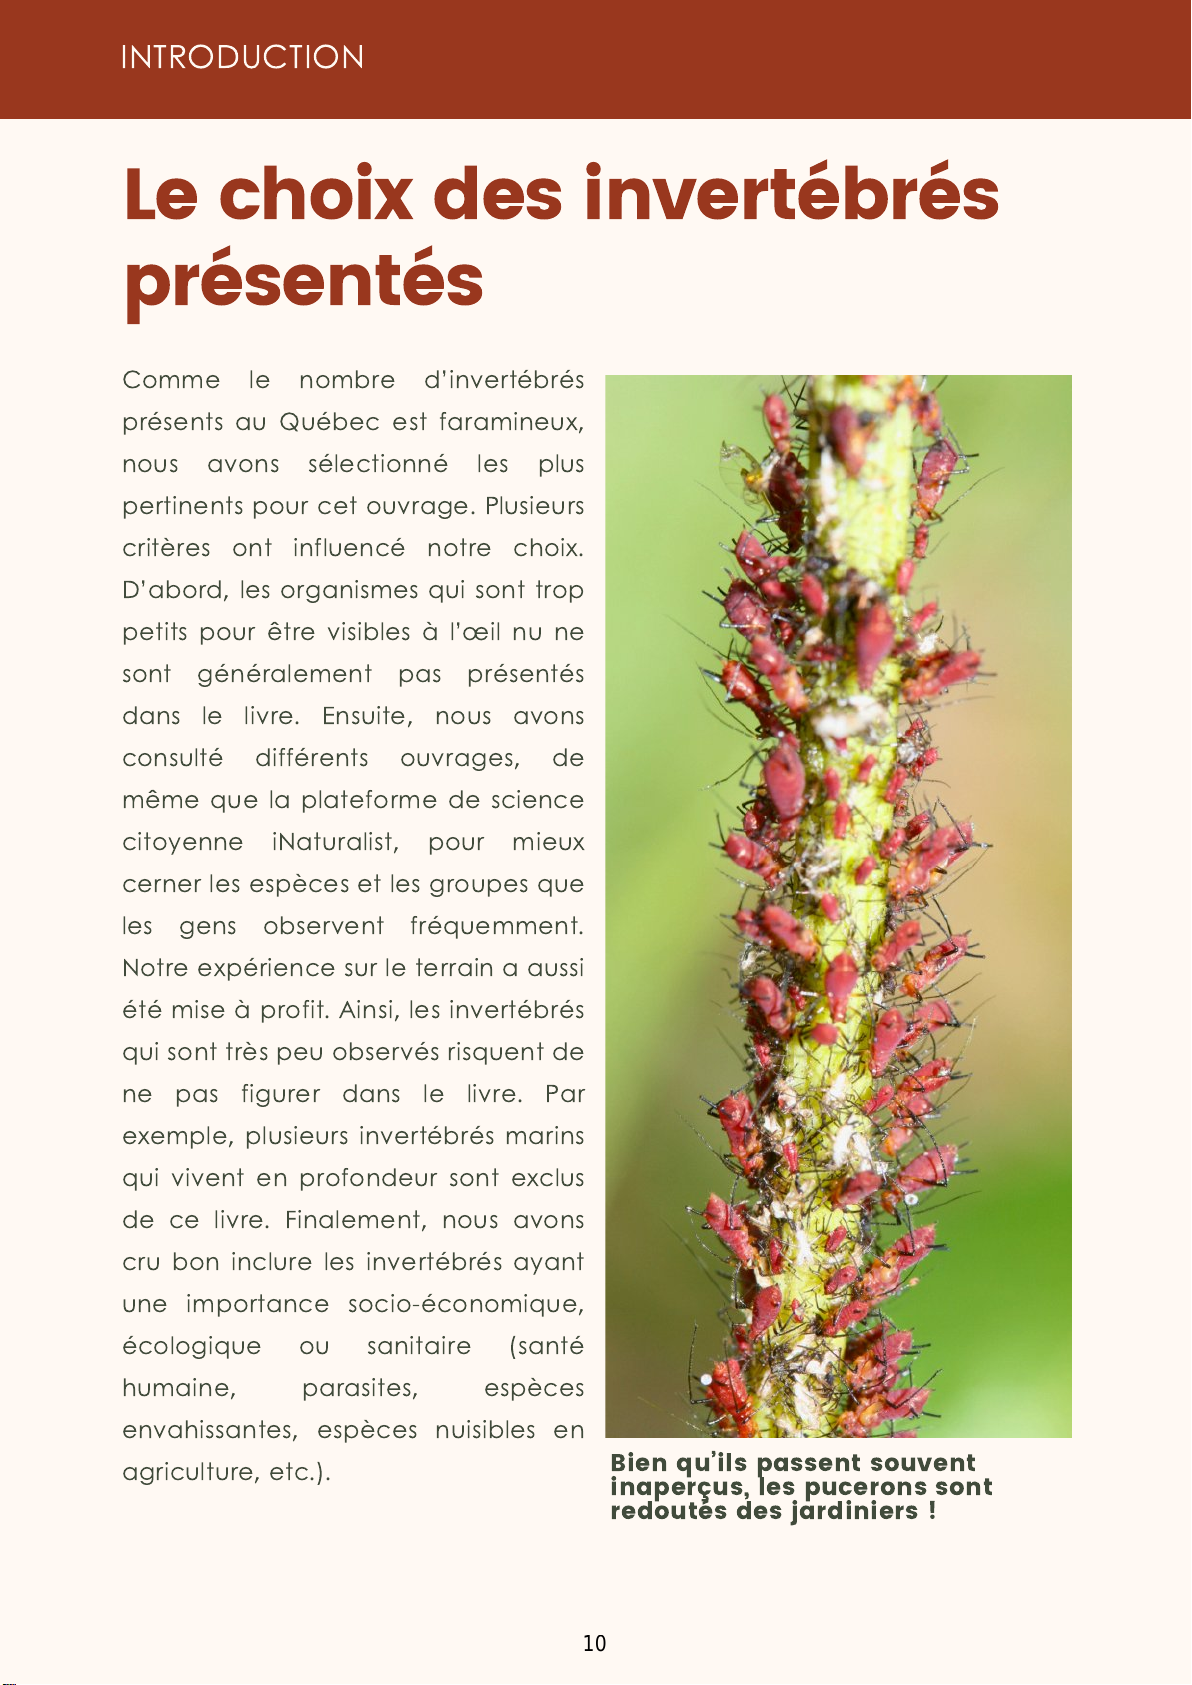 INTRODUCTION
Le choix des invertébrés
présentés
Comme le nombre d'invertébrés
présents au Québec est faramineux,
nous avons sélectionné les plus
pertinents pour cet ouvrage. Plusieurs
critères ont influencé notre choix.
D'abord, les organismes qui sont trop
petits pour être visibles à l'œil nu ne
sont généralement pas présentés
dans le livre. Ensuite, nous avons
consulté différents ouvrages, de
même que la plateforme de science
citoyenne iNaturalist, pour mieux
cerner les espèces et les groupes que
les gens observent fréquemment.
Notre expérience sur le terrain a aussi
été mise à profit. Ainsi, les invertébrés
qui sont très peu observés risquent de
ne pas figurer dans le livre. Par
exemple, plusieurs invertébrés marins
qui vivent en profondeur sont exclus
de ce livre. Finalement, nous avons
cru bon inclure les invertébrés ayant
une importance socio-économique,
écologique ou sanitaire (santé
humaine, parasites, espèces
envahissantes, espèces nuisibles en
agriculture, etc.).
Bien qu'ils passent souvent
inaperçus, les pucerons sont
redoutés des jardiniers !
10